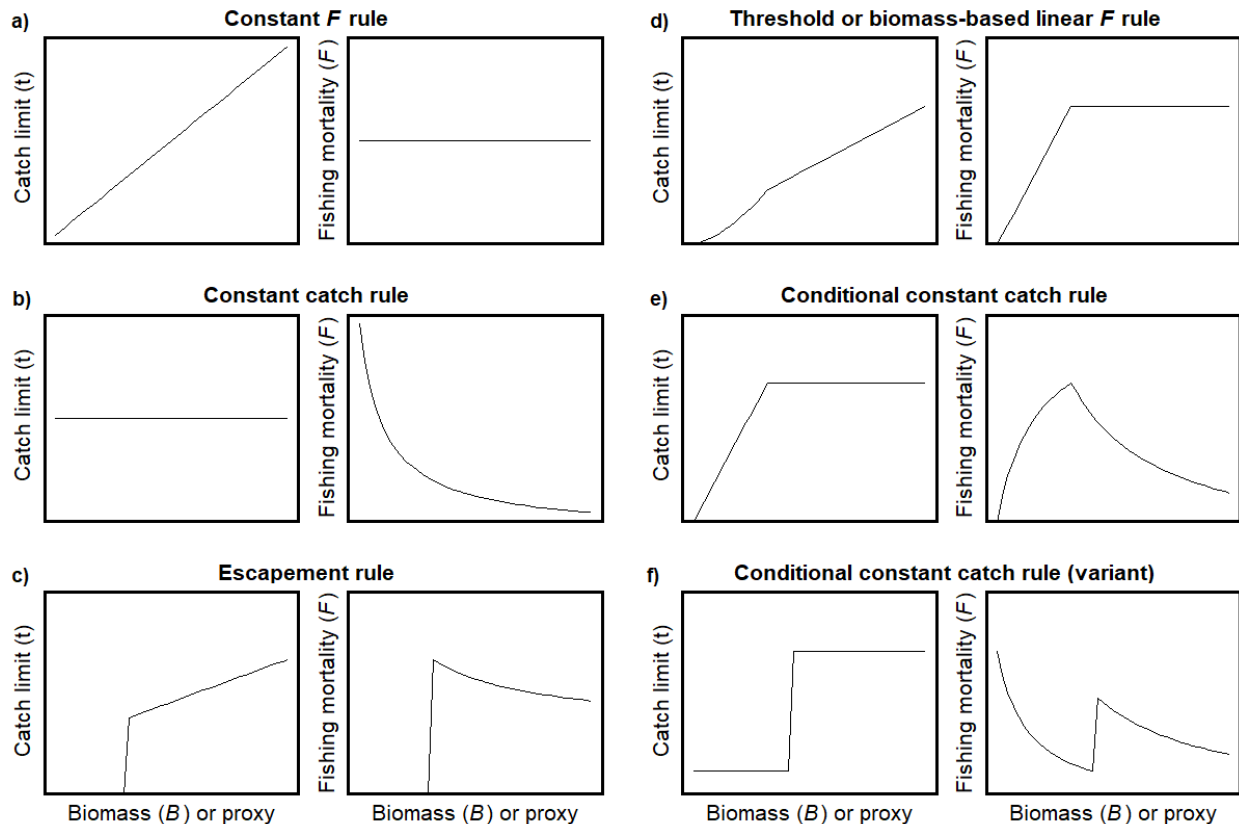 a) Constant F rule
Catch limit (t)
Fishing mortality (F)
b) Constant catch rule
Catch limit (t)
Fishing mortality (F)
c) Escapement rule
Catch limit (t)
Fishing mortality (F)
Biomass (B) or proxy
Biomass (B) or proxy
d) Threshold or biomass-based linear F rule
Catch limit (t)
Fishing mortality (F)
e) Conditional constant catch rule
Catch limit (t)
Fishing mortality (F)
f) Conditional constant catch rule (variant)
Catch limit (t)
Fishing mortality (F)
Biomass (B) or proxy
Biomass (B) or proxy